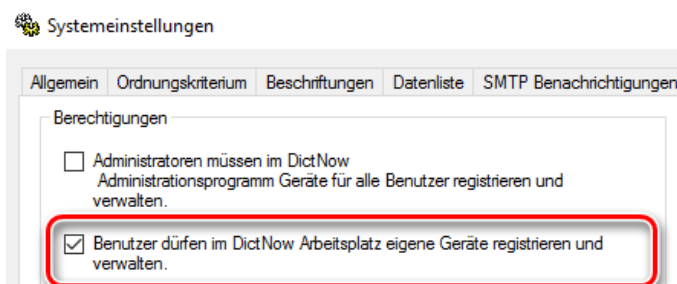 Systemeinstellungen
Allgemein Ordnungskriterium Beschriftungen Datenliste SMTP Benachrichtigungen
Berechtigungen
Administratoren müssen im DictNow
Administrationsprogramm Geräte für alle Benutzer registrieren und
verwalten.
Benutzer dürfen im DictNow Arbeitsplatz eigene Geräte registrieren und
verwalten.